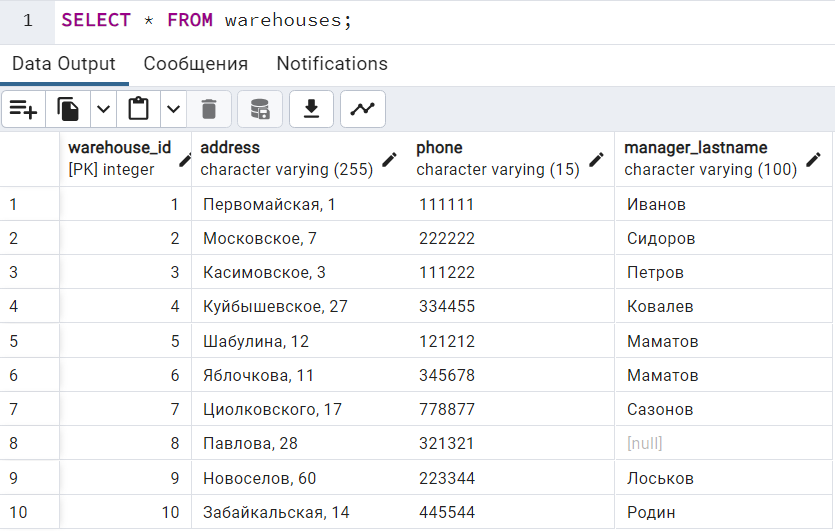 1 SELECT * FROM warehouses;
Data Output Сообщения Notifications
warehouse_id address phone manager_lastname
[PK] integer character varying (255) character varying (15) character varying (100)
1 1 Первомайская, 1 111111 Иванов
2 2 Московское, 7 222222 Сидоров
3 3 Касимовское, 3 111222 Петров
4 4 Куйбышевское, 27 334455 Ковалев
5 5 Шабулина, 12 121212 Маматов
6 6 Яблочкова, 11 345678 Маматов
7 7 Циолковского, 17 778877 Сазонов
8 8 Павлова, 28 321321 [null]
9 9 Новоселов, 60 223344 Лоськов
10 10 Забайкальская, 14 445544 Родин